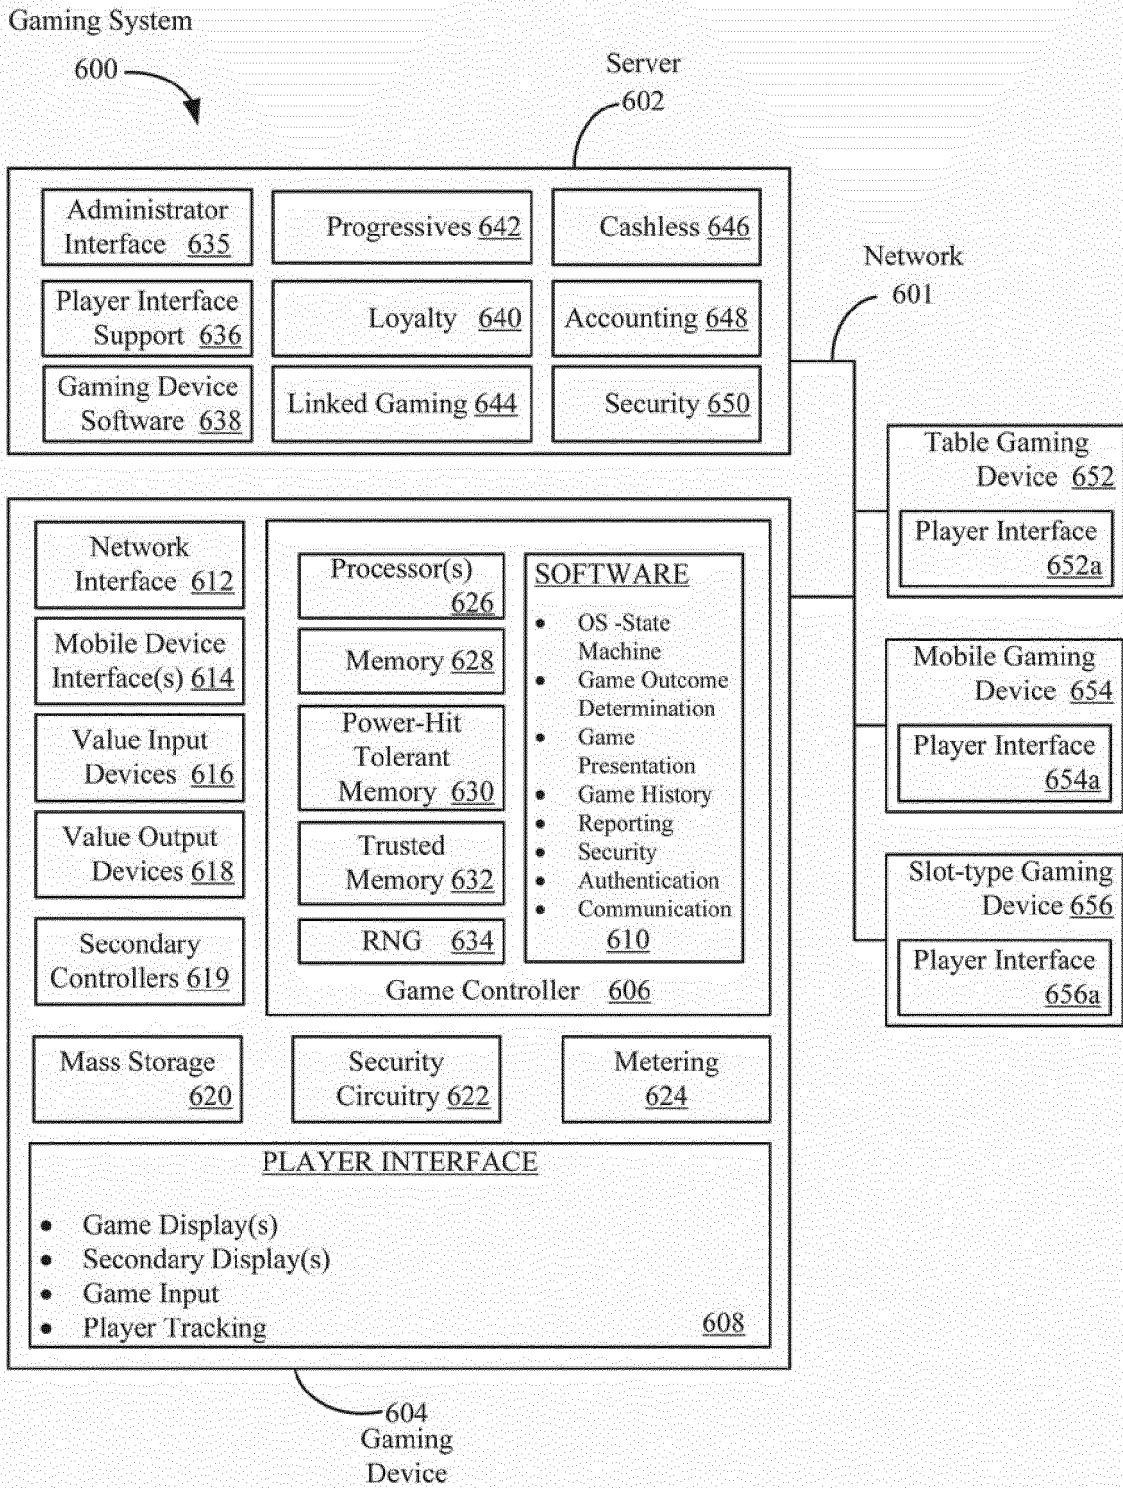 Gaming System
600
Server
602
Administrator
Interface 635
Progressives 642
Cashless 646
Player Interface
Support 636
Loyalty 640
Accounting 648
Gaming Device
Software 638
Linked Gaming 644
Security 650
Network
601
Table Gaming
Device 652
Player Interface
652a
Mobile Gaming
Device 654
Player Interface
654a
Slot-type Gaming
Device 656
Player Interface
656a
Network
Interface 612
Mobile Device
Interface(s) 614
Value Input
Devices 616
Value Output
Devices 618
Secondary
Controllers 619
Processor(s)
626
Memory 628
Power-Hit
Tolerant
Memory 630
Trusted
Memory 632
RNG 634
SOFTWARE
• OS -State
Machine
• Game Outcome
Determination
• Game
Presentation
• Game History
• Reporting
• Security
• Authentication
• Communication
610
Game Controller 606
Mass Storage
620
Security
Circuitry 622
Metering
624
PLAYER INTERFACE
• Game Display(s)
• Secondary Display(s)
• Game Input
• Player Tracking
608
604
Gaming
Device